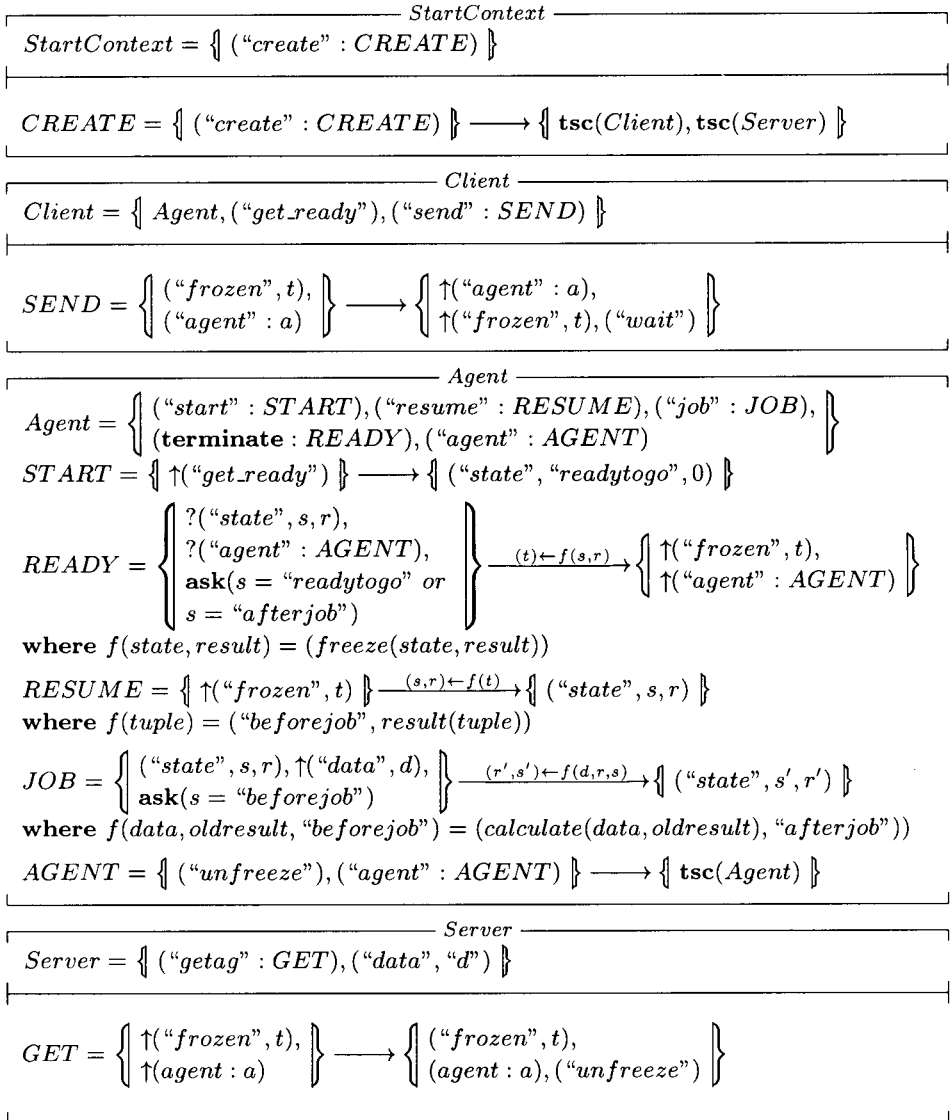 StartContext
StartContext = {| (“create” : CREATE) |}
CREATE = {| (“create” : CREATE) |} ⟶ {| tsc(Client), tsc(Server) |}
Client
Client = {| Agent, (“get_ready”), (“send” : SEND) |}
SEND = {| (“frozen”, t), (“agent” : a) |} ⟶ {| ↑(“agent” : a), ↑(“frozen”, t), (“wait”) |}
Agent
Agent = {| (“start” : START), (“resume” : RESUME), (“job” : JOB), (terminate : READY), (“agent” : AGENT) |}
START = {| ↑(“get_ready”) |} ⟶ {| (“state”, “readytogo”, 0) |}
READY = {| ?(“state”, s, r), ?(“agent” : AGENT), ask(s = “readytogo” or s = “afterjob”) |} (t)←f(s,r) ⟶ {| ↑(“frozen”, t), ↑(“agent” : AGENT) |}
where f(state, result) = (freeze(state, result))
RESUME = {| ↑(“frozen”, t) |} (s,r)←f(t) ⟶ {| (“state”, s, r) |}
where f(tuple) = (“beforejob”, result(tuple))
JOB = {| (“state”, s, r), ↑(“data”, d), ask(s = “beforejob”) |} (r′,s′)←f(d,r,s) ⟶ {| (“state”, s′, r′) |}
where f(data, oldresult, “beforejob”) = (calculate(data, oldresult), “afterjob”))
AGENT = {| (“unfreeze”), (“agent” : AGENT) |} ⟶ {| tsc(Agent) |}
Server
Server = {| (“getag” : GET), (“data”, “d”) |}
GET = {| ↑(“frozen”, t), ↑(agent : a) |} ⟶ {| (“frozen”, t), (agent : a), (“unfreeze”) |}